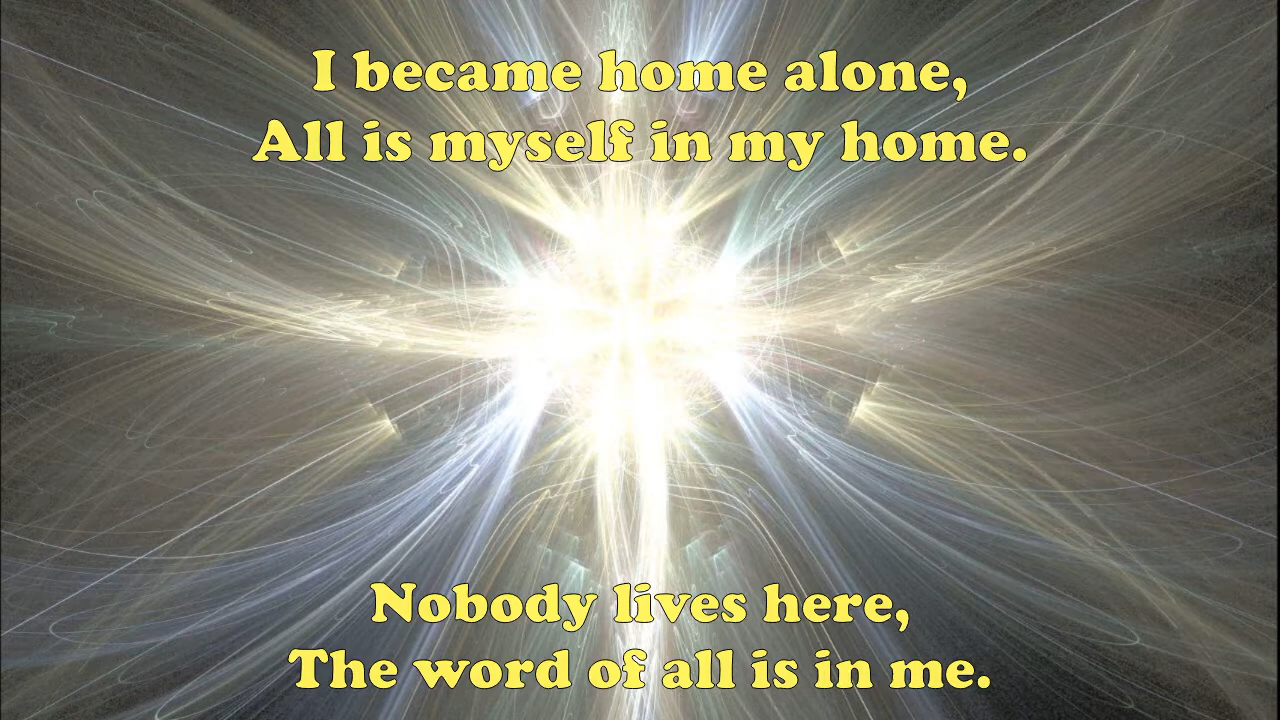 I became home alone,
All is myself in my home.
Nobody lives here,
The word of all is in me.